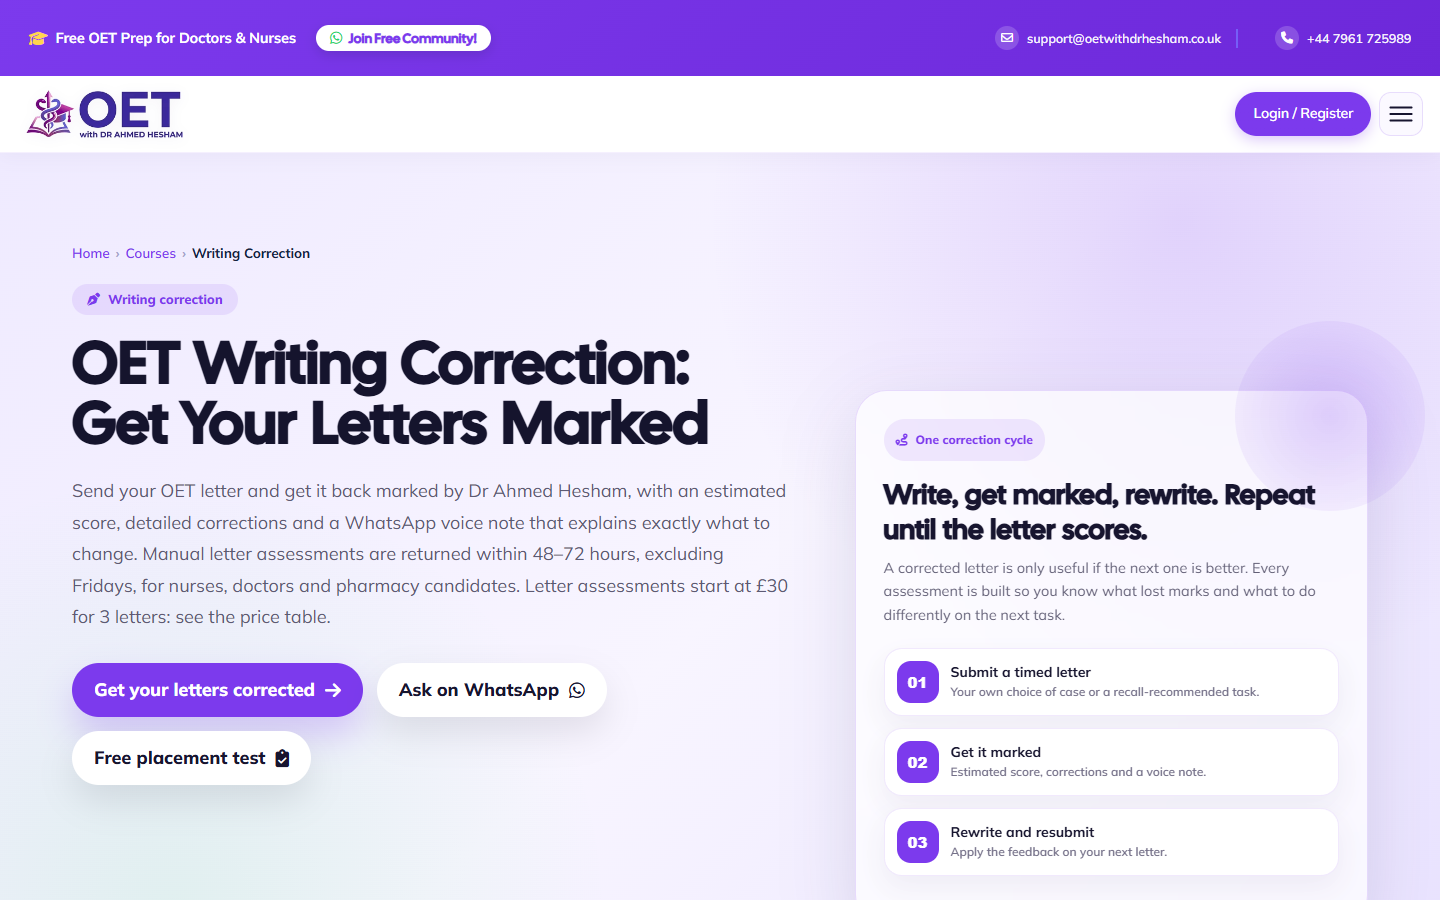 Free OET Prep for Doctors & Nurses
Join Free Community!
support@oetwithdrhesham.co.uk
+44 7961 725989
OET
with DR AHMED HESHAM
Login / Register
Home › Courses › Writing Correction
Writing correction
OET Writing Correction:
Get Your Letters Marked
Send your OET letter and get it back marked by Dr Ahmed Hesham, with an estimated
score, detailed corrections and a WhatsApp voice note that explains exactly what to
change. Manual letter assessments are returned within 48–72 hours, excluding
Fridays, for nurses, doctors and pharmacy candidates. Letter assessments start at £30
for 3 letters: see the price table.
Get your letters corrected
Ask on WhatsApp
Free placement test
One correction cycle
Write, get marked, rewrite. Repeat
until the letter scores.
A corrected letter is only useful if the next one is better. Every
assessment is built so you know what lost marks and what to do
differently on the next task.
01
Submit a timed letter
Your own choice of case or a recall-recommended task.
02
Get it marked
Estimated score, corrections and a voice note.
03
Rewrite and resubmit
Apply the feedback on your next letter.